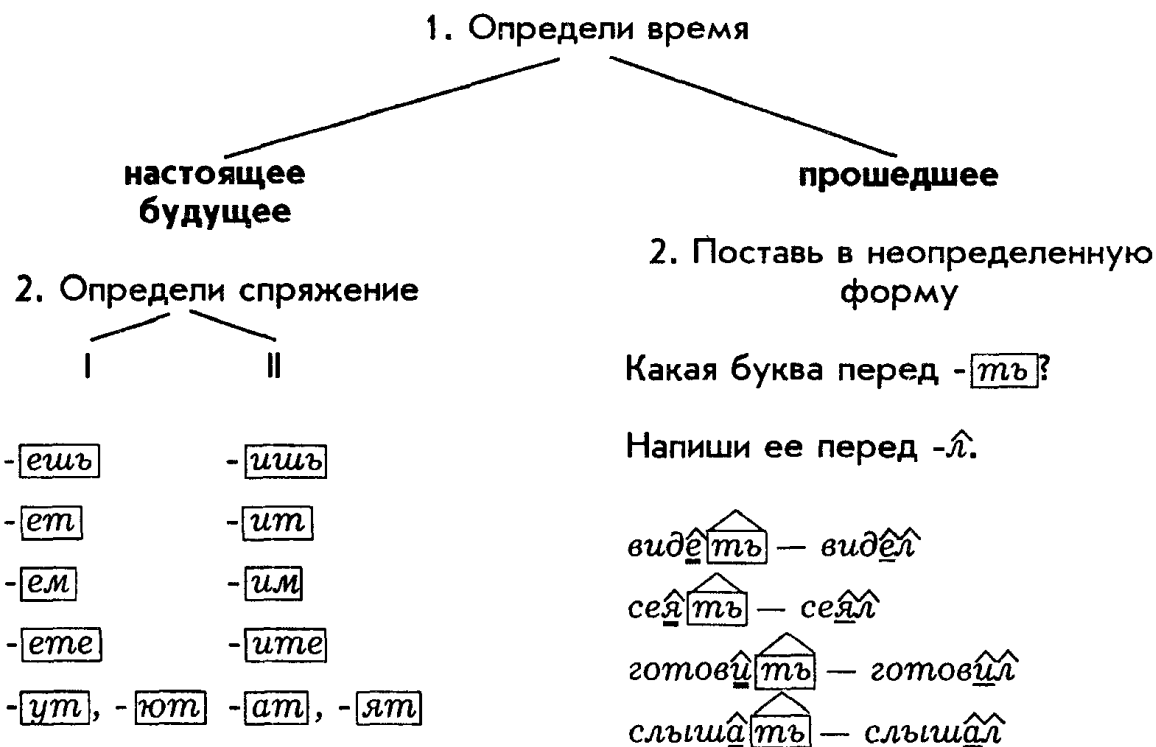 1. Определи время
настоящее
будущее
2. Определи спряжение
I II
-ешь -ишь
-ет -ит
-ем -им
-ете -ите
-ут, -ют -ат, -ят
прошедшее
2. Поставь в неопределенную
форму
Какая буква перед -ть?
Напиши ее перед -л.
видеть — видел
сеять — сеял
готовить — готовил
слышать — слышал